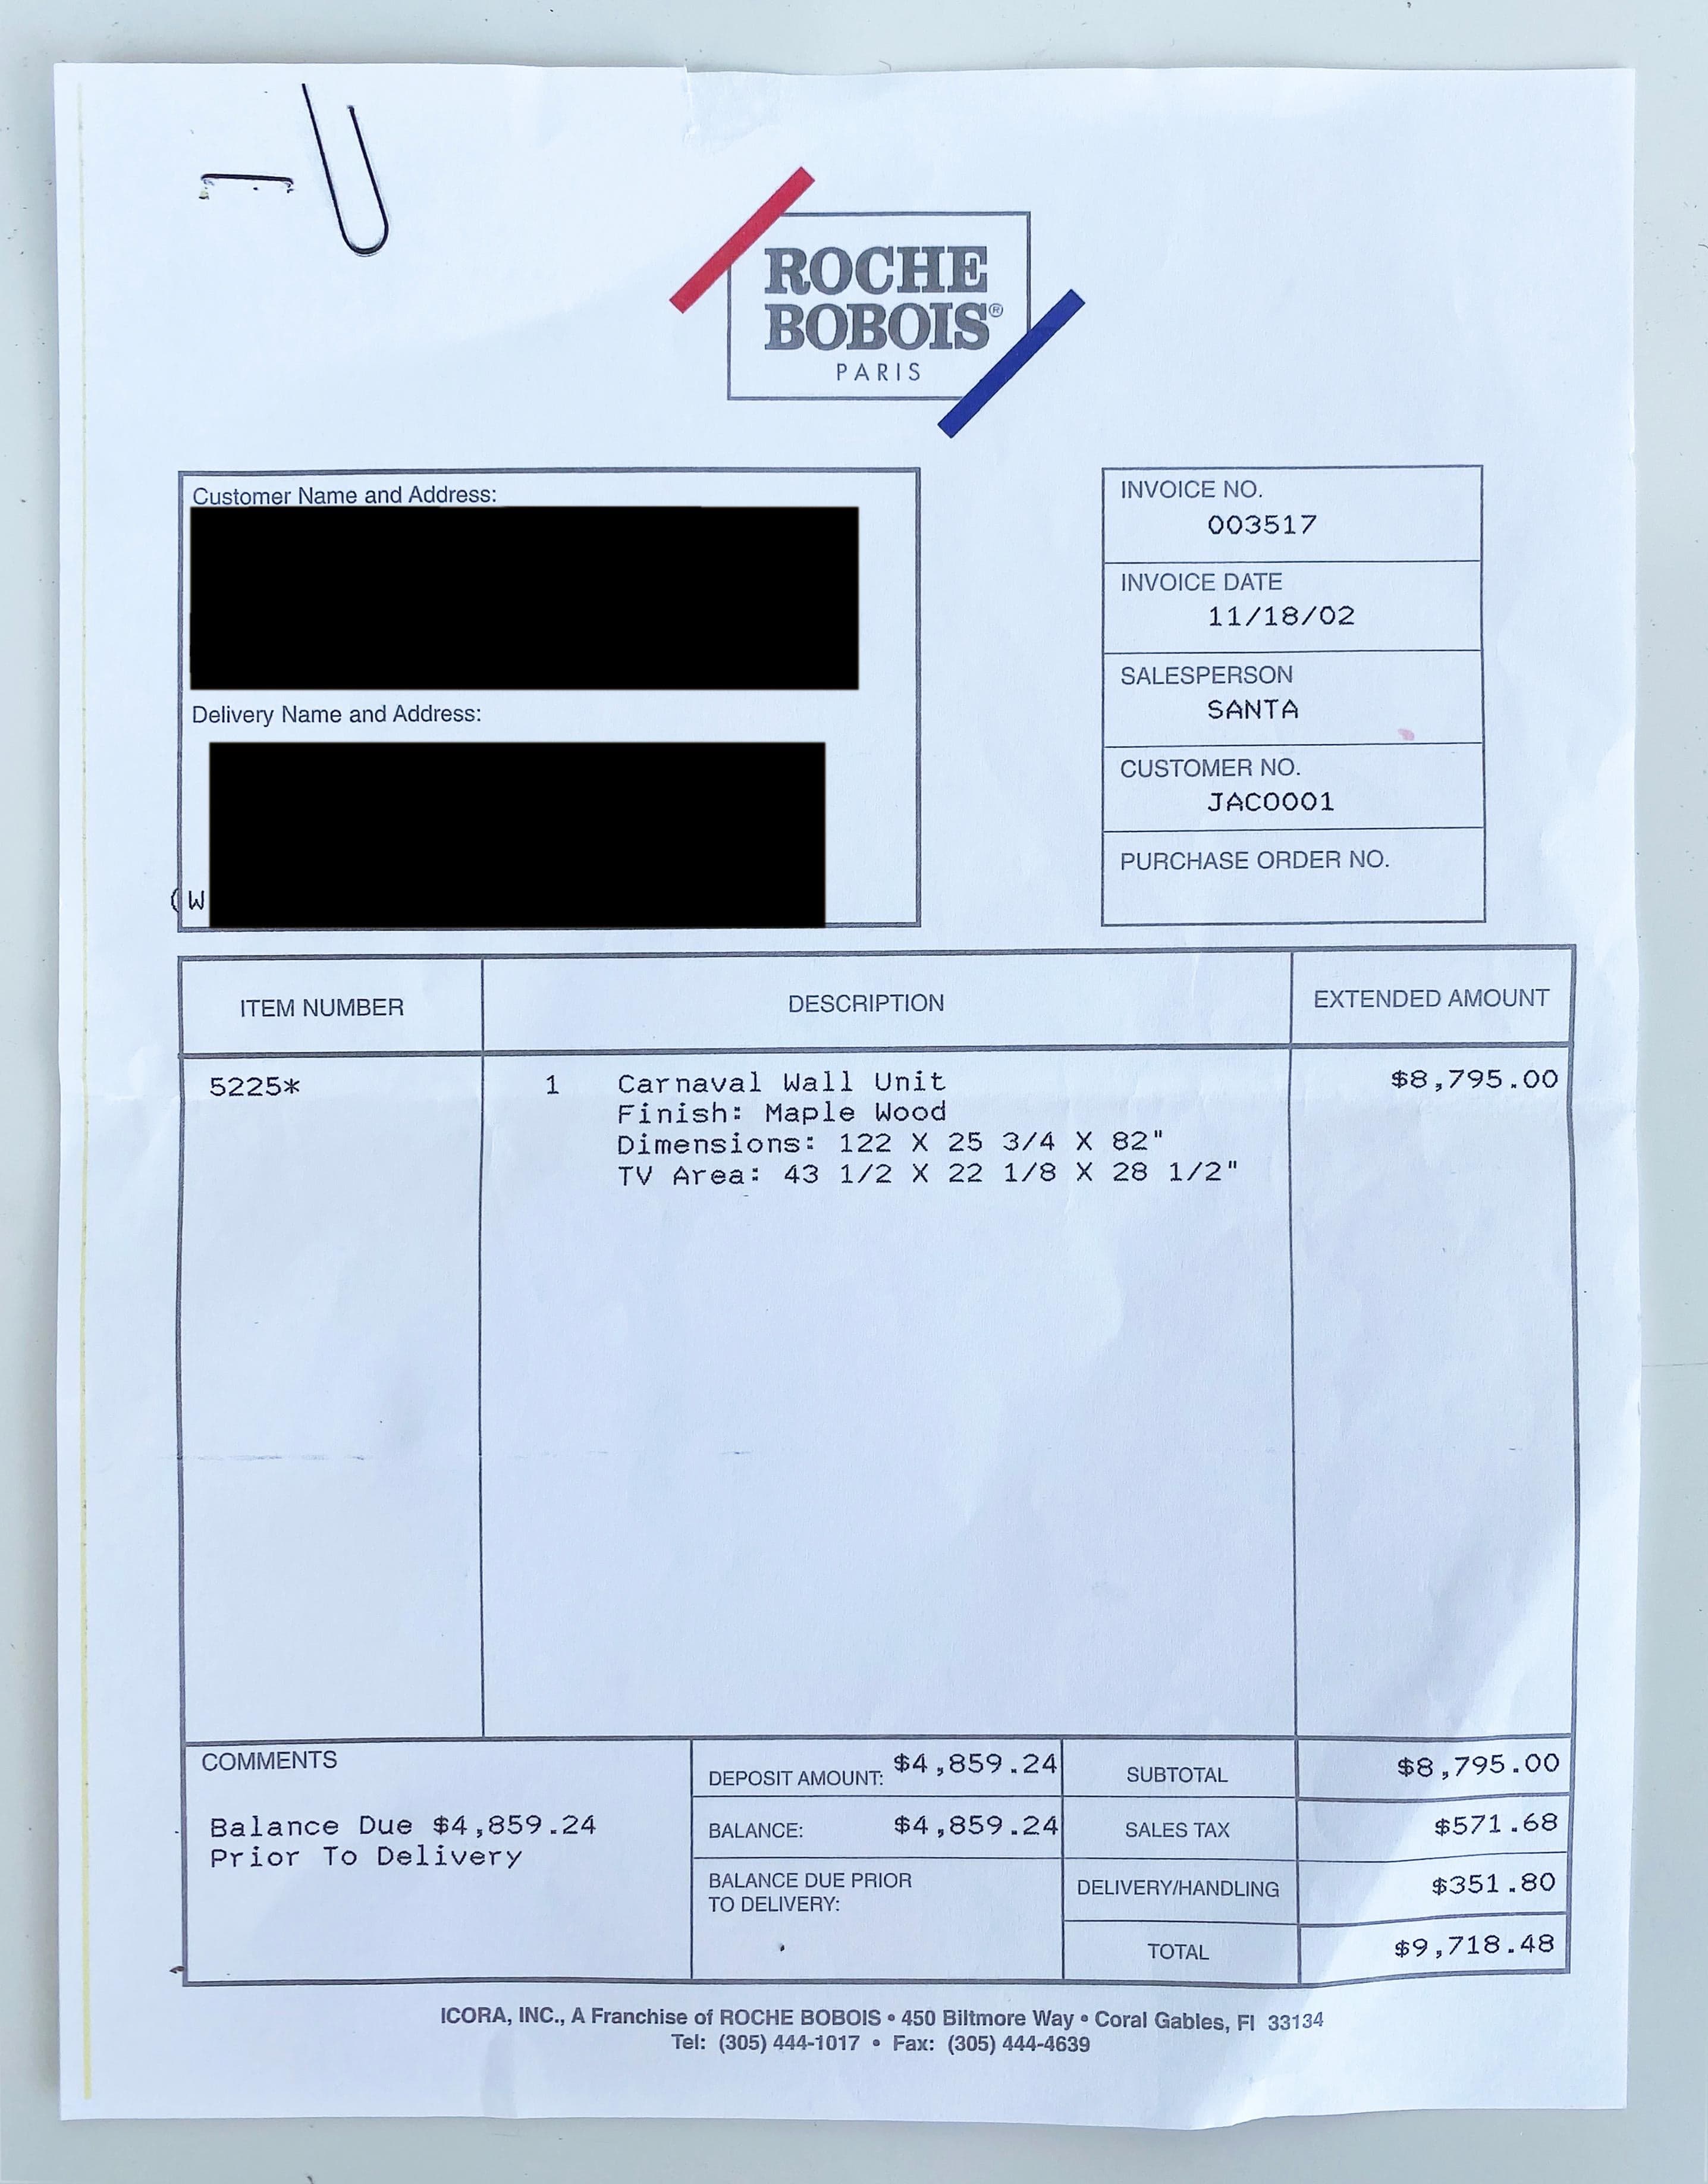 ROCHE
BOBOIS®
PARIS
Customer Name and Address:
Delivery Name and Address:
(W
INVOICE NO.
003517
INVOICE DATE
11/18/02
SALESPERSON
SANTA
CUSTOMER NO.
JAC0001
PURCHASE ORDER NO.
ITEM NUMBER DESCRIPTION EXTENDED AMOUNT
5225* 1 Carnaval Wall Unit $8,795.00
Finish: Maple Wood
Dimensions: 122 X 25 3/4 X 82"
TV Area: 43 1/2 X 22 1/8 X 28 1/2"
COMMENTS
Balance Due $4,859.24
Prior To Delivery
DEPOSIT AMOUNT: $4,859.24
BALANCE: $4,859.24
BALANCE DUE PRIOR
TO DELIVERY:
SUBTOTAL $8,795.00
SALES TAX $571.68
DELIVERY/HANDLING $351.80
TOTAL $9,718.48
ICORA, INC., A Franchise of ROCHE BOBOIS • 450 Biltmore Way • Coral Gables, Fl 33134
Tel: (305) 444-1017 • Fax: (305) 444-4639